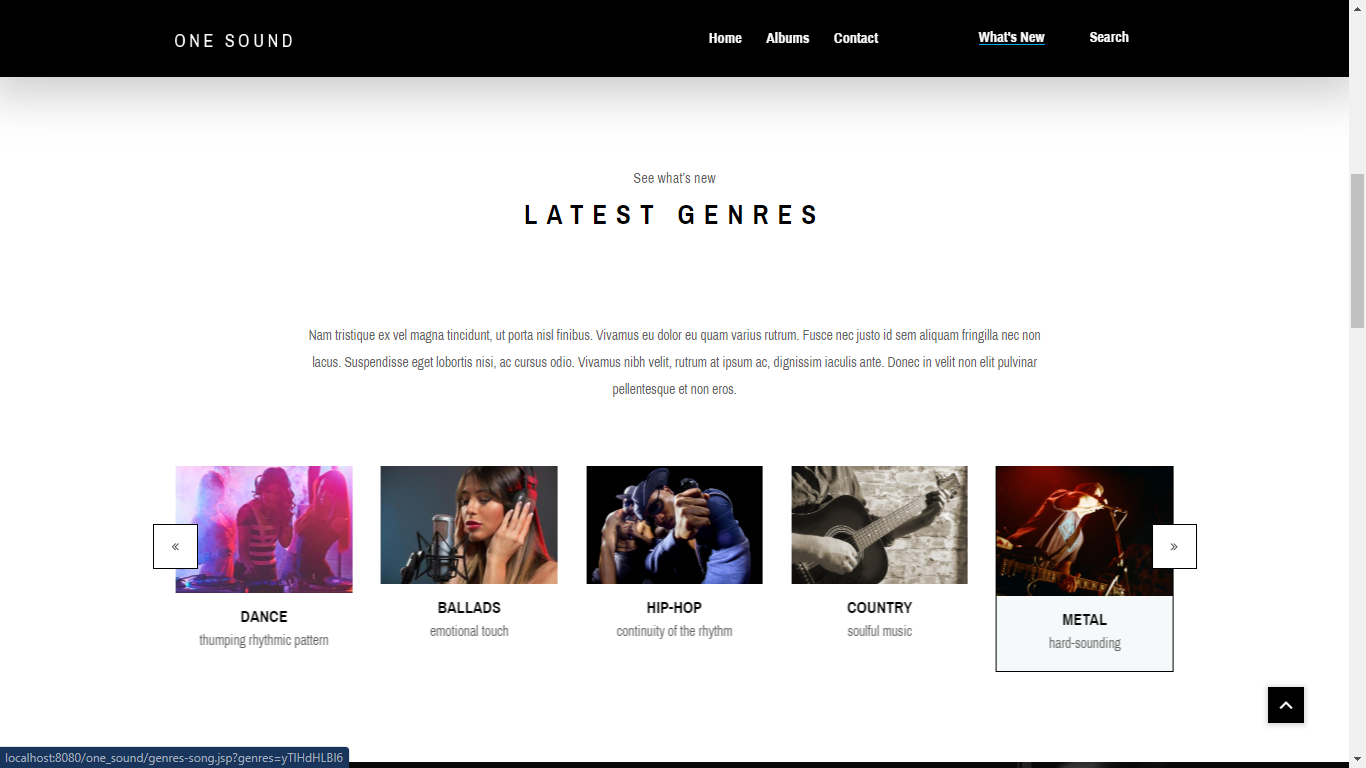 ONE SOUND
Home Albums Contact What's New Search
See what's new
LATEST GENRES
Nam tristique ex vel magna tincidunt, ut porta nisl finibus. Vivamus eu dolor eu quam varius rutrum. Fusce nec justo id sem aliquam fringilla nec non
lacus. Suspendisse eget lobortis nisi, ac cursus odio. Vivamus nibh velit, rutrum at ipsum ac, dignissim iaculis ante. Donec in velit non elit pulvinar
pellentesque et non eros.
«
»
DANCE
thumping rhythmic pattern
BALLADS
emotional touch
HIP-HOP
continuity of the rhythm
COUNTRY
soulful music
METAL
hard-sounding
localhost:8080/one_sound/genres-song.jsp?genres=yTlHdHLBI6